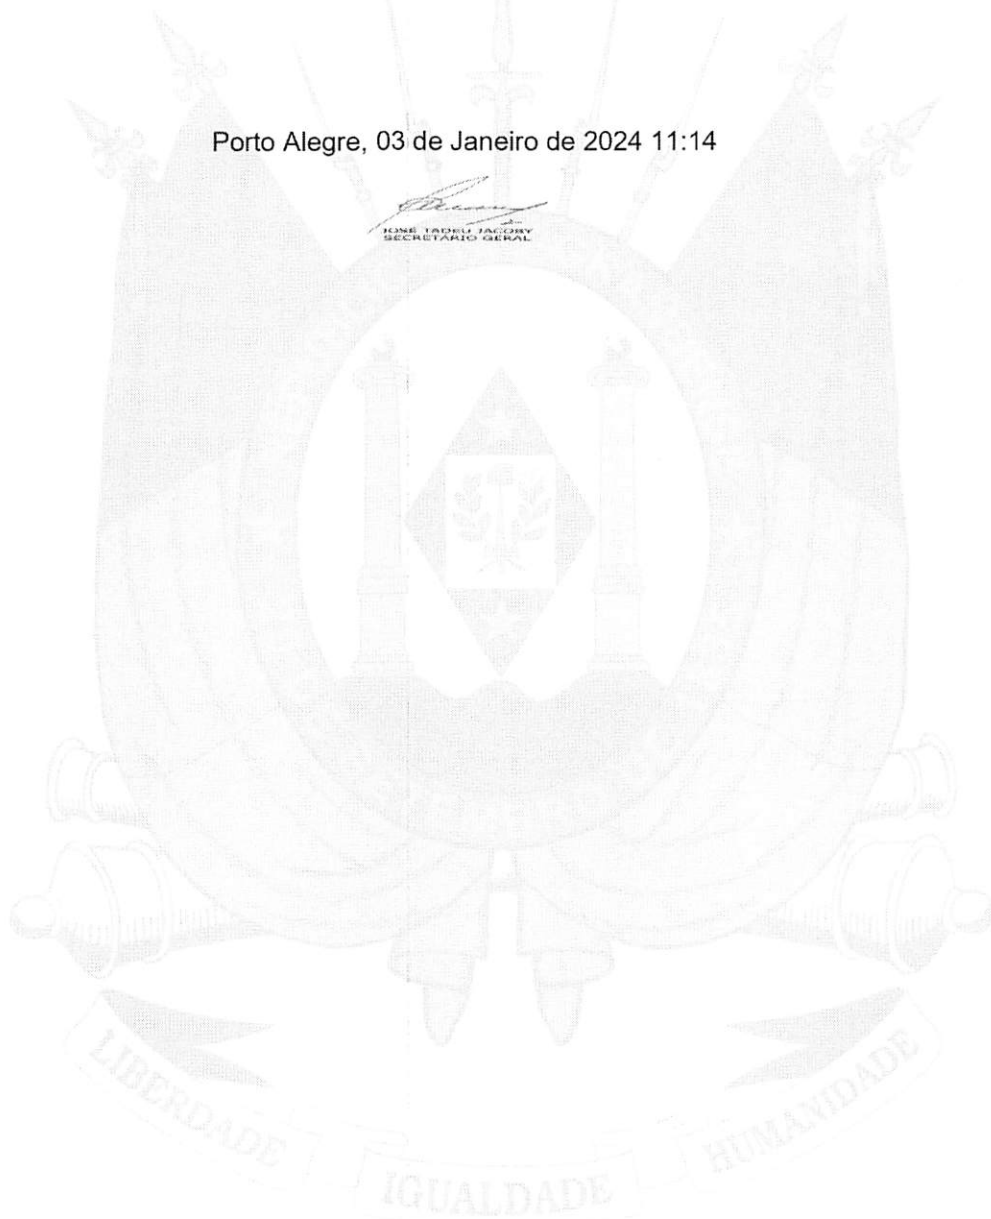 Porto Alegre, 03 de Janeiro de 2024 11:14
JOSÉ TADEU JACOBY
SECRETÁRIO GERAL
LIBERDADE
IGUALDADE
HUMANIDADE